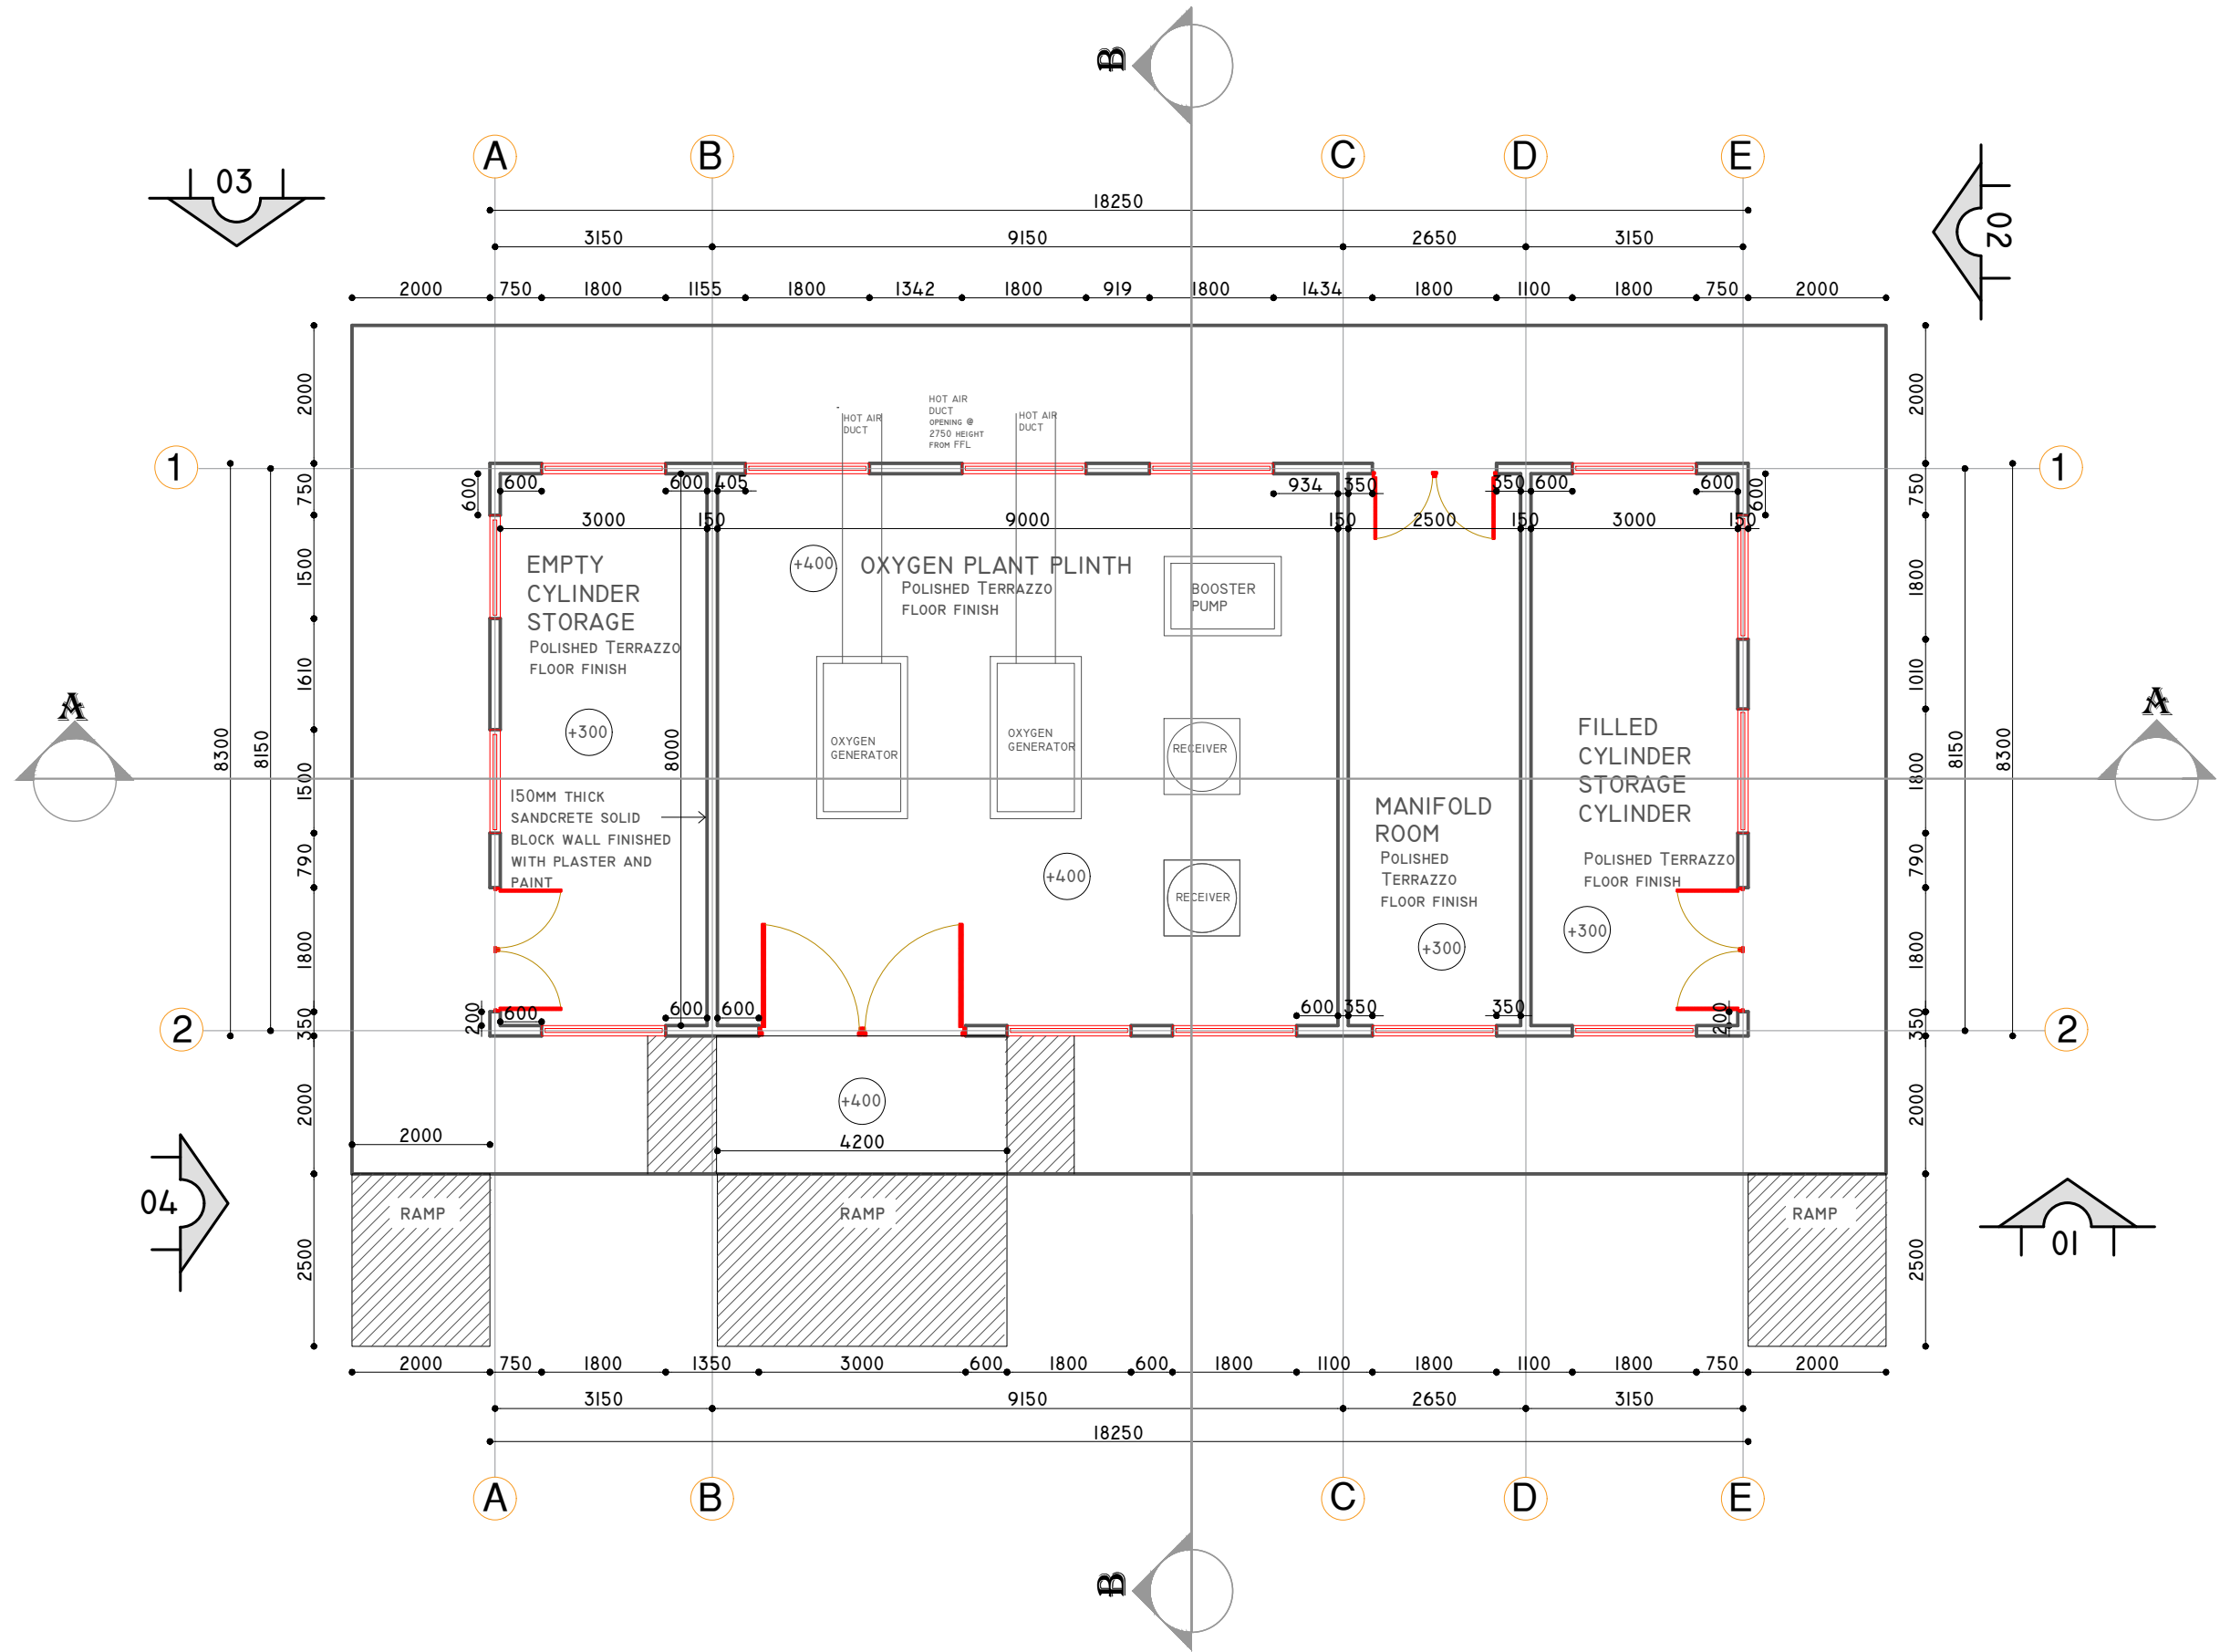 B
A B C D E
03
02
18250
3150 9150 2650 3150
2000 750 1800 1155 1800 1342 1800 919 1800 1434 1800 1100 1800 750 2000
2000 2000
HOT AIR
DUCT
HOT AIR
DUCT
OPENING @
2750 HEIGHT
FROM FFL
HOT AIR
DUCT
1 1
750 600 600 600 405 934 350 350 600 600 600 750
3000 150 9000 150 2500 150 3000 150
EMPTY
CYLINDER
STORAGE
POLISHED TERRAZZO
FLOOR FINISH
+300
+400
OXYGEN PLANT PLINTH
POLISHED TERRAZZO
FLOOR FINISH
BOOSTER
PUMP
1500 1800
1610 1010
A A
8300 8150 8000 8150 8300
OXYGEN
GENERATOR
OXYGEN
GENERATOR
RECEIVER
FILLED
CYLINDER
STORAGE
CYLINDER
POLISHED TERRAZZO
FLOOR FINISH
+300
1500 1800
150MM THICK
SANDCRETE SOLID
BLOCK WALL FINISHED
WITH PLASTER AND
PAINT
MANIFOLD
ROOM
POLISHED
TERRAZZO
FLOOR FINISH
+300
790 790
+400
RECEIVER
1800 1800
200 600 600 600 600 350 350 200
2 350 350 2
2000 +400 2000
2000 4200
04
RAMP RAMP RAMP
01
2500 2500
2000 750 1800 1350 3000 600 1800 600 1800 1100 1800 1100 1800 750 2000
3150 9150 2650 3150
18250
A B C D E
B